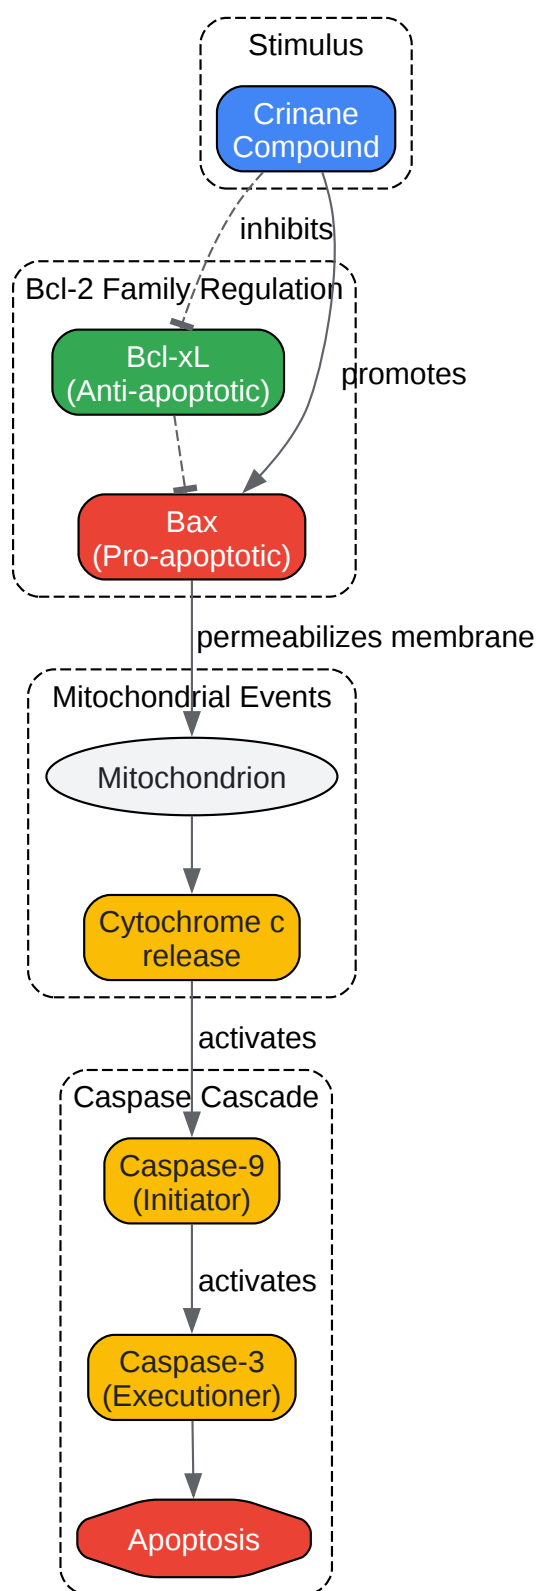 Stimulus
Crinane
Compound
inhibits
Bcl-2 Family Regulation
Bcl-xL
(Anti-apoptotic)
promotes
Bax
(Pro-apoptotic)
permeabilizes membrane
Mitochondrial Events
Mitochondrion
Cytochrome c
release
activates
Caspase Cascade
Caspase-9
(Initiator)
activates
Caspase-3
(Executioner)
Apoptosis